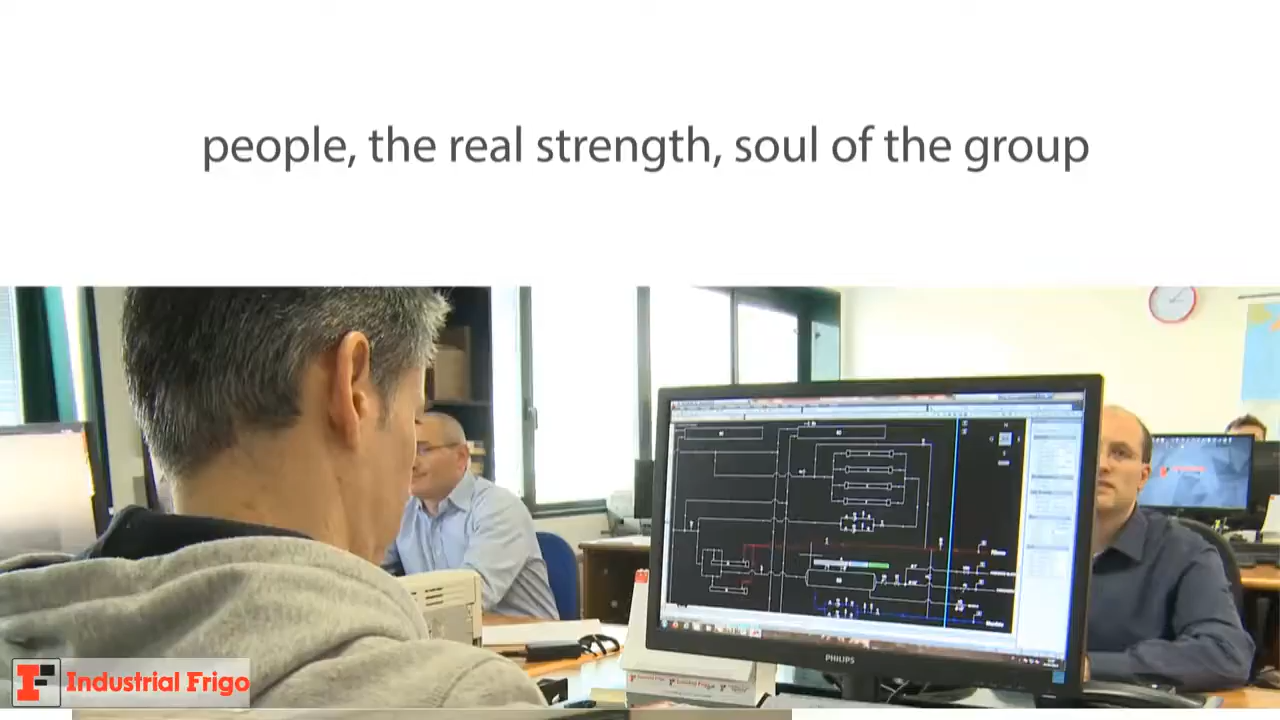 people, the real strength, soul of the group
PHILIPS
Industrial Frigo